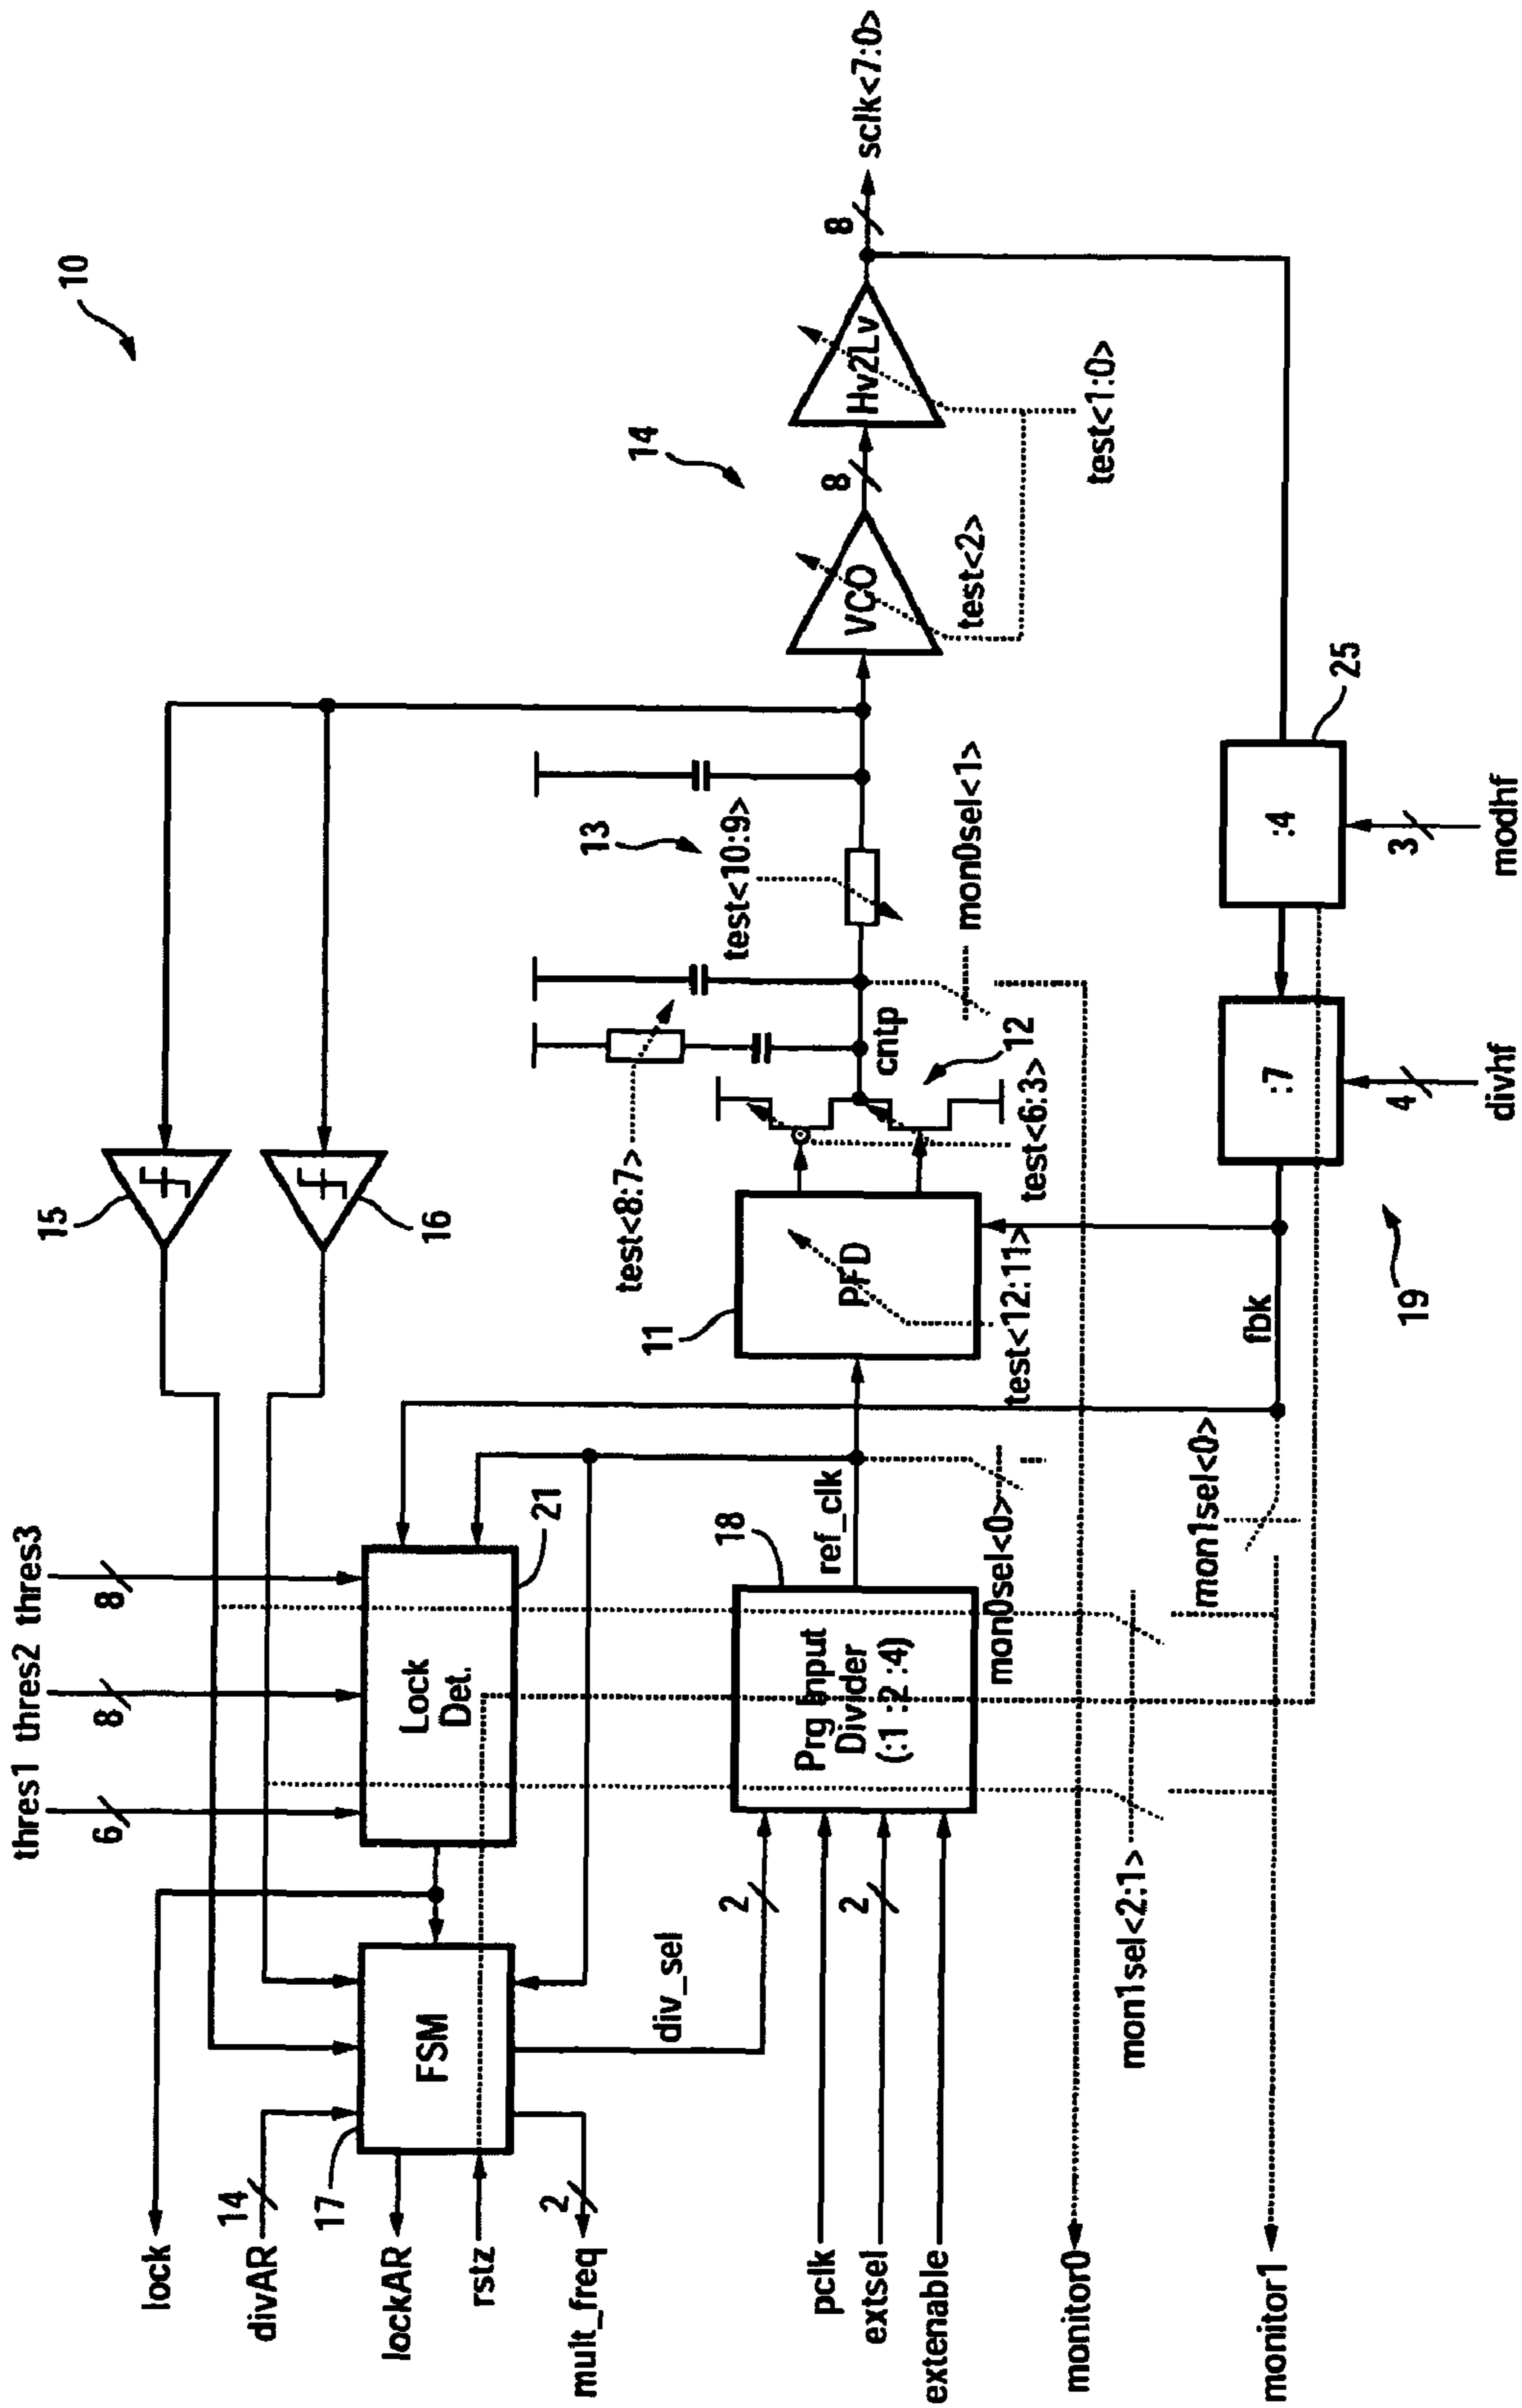 10
lock
divAR
14
17
lockAR
rstz
mult_freq
2
FSM
thres1 thres2 thres3
6
8
8
Lock
Det.
21
15
16
div_sel
2
pclk
extsel
2
extenable
Prg Input
Divider
(:1 :2 :4)
18
ref_clk
mon0sel<0>
11
PFD
test<12:11>
test<8:7>
test<6:3>
12
cntp
13
test<10:9>
mon0sel<1>
14
VCO
test<2>
8
Hv2Lv
test<1:0>
8
sclk<7:0>
monitor0
mon1sel<2:1>
mon1sel<0>
monitor1
fbk
19
:7
4
divhf
:4
25
3
modhf